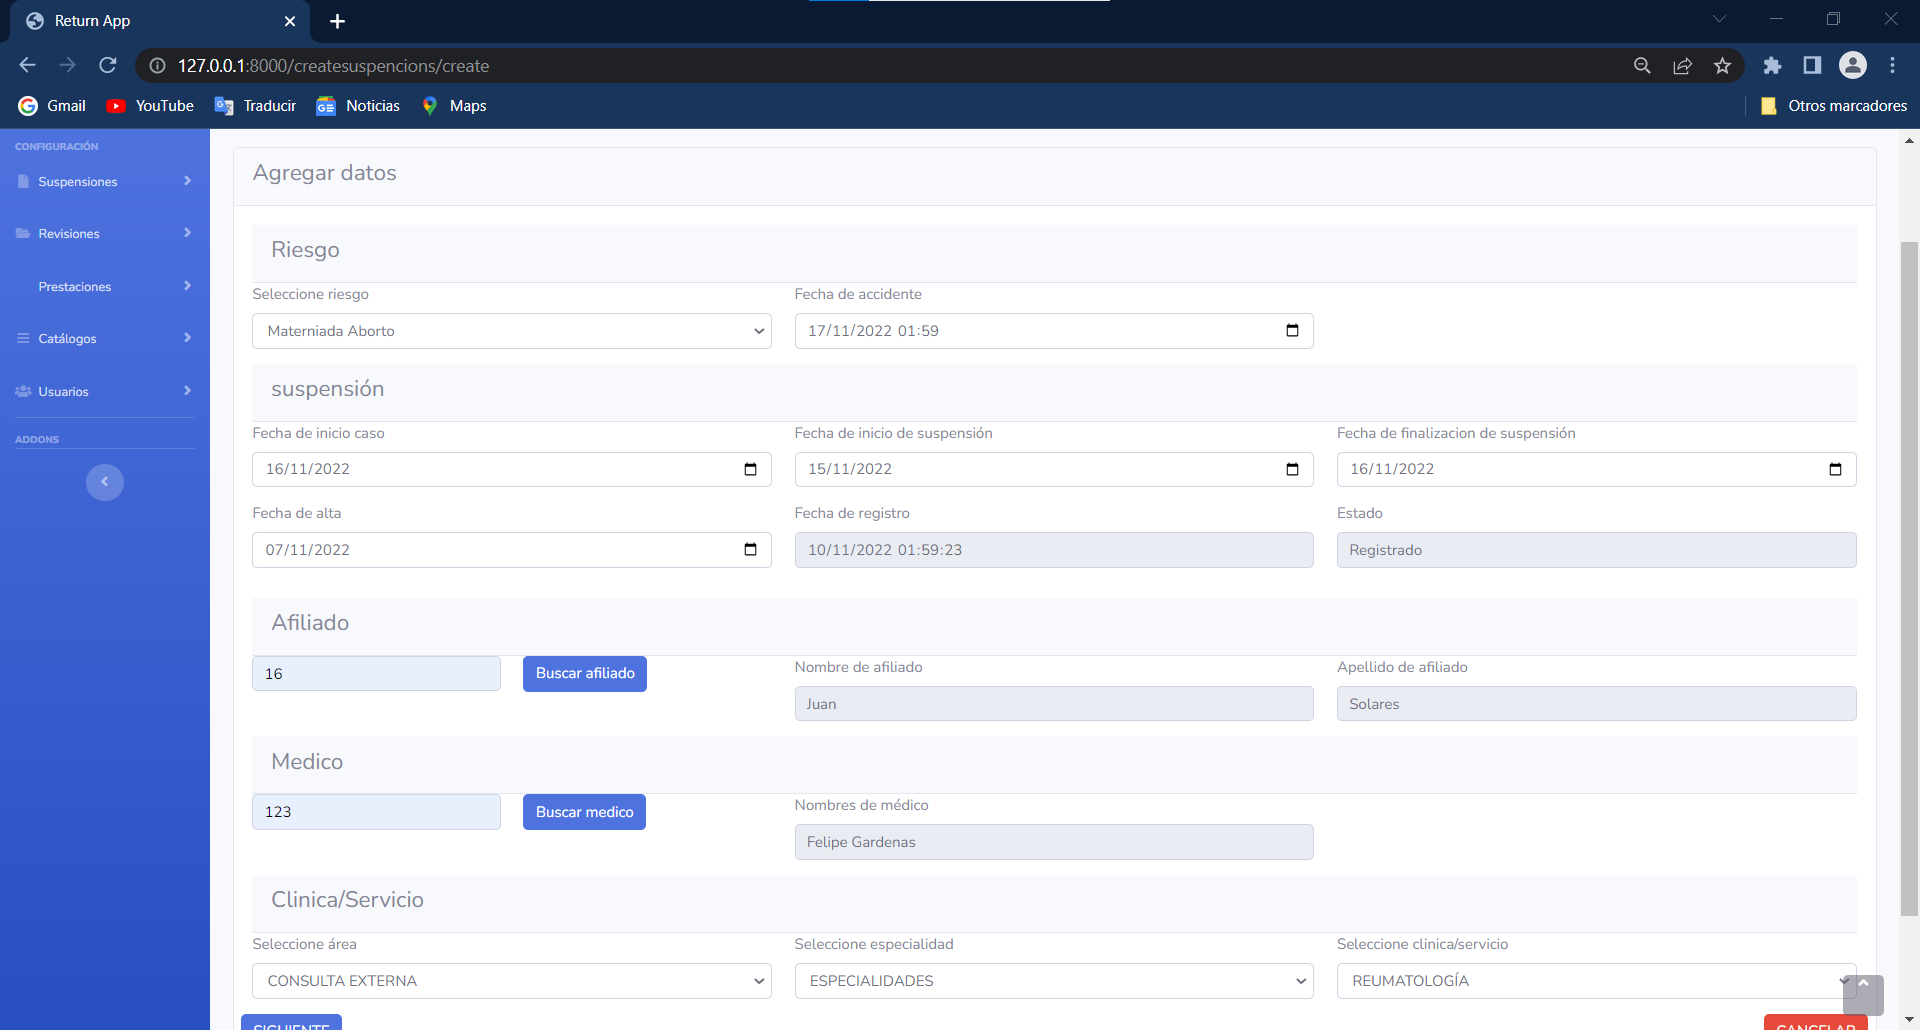 Return App
127.0.0.1:8000/createsuspencions/create
Gmail YouTube Traducir Noticias Maps Otros marcadores
CONFIGURACIÓN
Suspensiones
Revisiones
Prestaciones
Catálogos
Usuarios
ADDONS
Agregar datos
Riesgo
Seleccione riesgo Fecha de accidente
Materniada Aborto 17/11/2022 01:59
suspensión
Fecha de inicio caso Fecha de inicio de suspensión Fecha de finalizacion de suspensión
16/11/2022 15/11/2022 16/11/2022
Fecha de alta Fecha de registro Estado
07/11/2022 10/11/2022 01:59:23 Registrado
Afiliado
16 Buscar afiliado Nombre de afiliado Apellido de afiliado
Juan Solares
Medico
123 Buscar medico Nombres de médico
Felipe Gardenas
Clinica/Servicio
Seleccione área Seleccione especialidad Seleccione clinica/servicio
CONSULTA EXTERNA ESPECIALIDADES REUMATOLOGÍA
SIGUIENTE CANCELAR